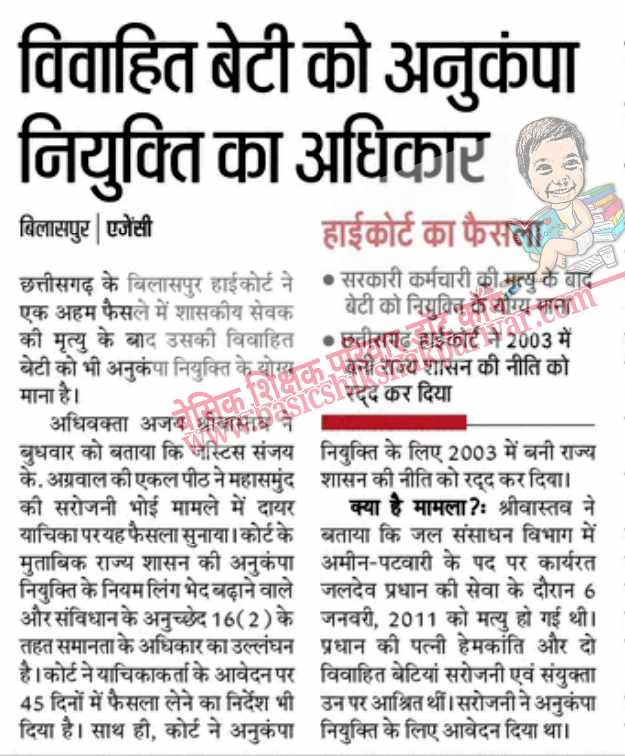 विवाहित बेटी को अनुकंपा
नियुक्ति का अधिकार
बिलासपुर | एजेंसी
छत्तीसगढ़ के बिलासपुर हाईकोर्ट ने
एक अहम फैसले में शासकीय सेवक
की मृत्यु के बाद उसकी विवाहित
बेटी को भी अनुकंपा नियुक्ति के योग्य
माना है।
अधिवक्ता अजय श्रीवास्तव ने
बुधवार को बताया कि जस्टिस संजय
के. अग्रवाल की एकल पीठ ने महासमुंद
की सरोजनी भोई मामले में दायर
याचिका पर यह फैसला सुनाया। कोर्ट के
मुताबिक राज्य शासन की अनुकंपा
नियुक्ति के नियम लिंग भेद बढ़ाने वाले
और संविधान के अनुच्छेद 16(2) के
तहत समानता के अधिकार का उल्लंघन
है। कोर्ट ने याचिकाकर्ता के आवेदन पर
45 दिनों में फैसला लेने का निर्देश भी
दिया है। साथ ही, कोर्ट ने अनुकंपा
हाईकोर्ट का फैसला
● सरकारी कर्मचारी की मृत्यु के बाद
बेटी को नियुक्ति के योग्य माना
● छत्तीसगढ़ हाईकोर्ट ने 2003 में
बनी राज्य शासन की नीति को
रद्द कर दिया
नियुक्ति के लिए 2003 में बनी राज्य
शासन की नीति को रद्द कर दिया।
क्या है मामला?: श्रीवास्तव ने
बताया कि जल संसाधन विभाग में
अमीन-पटवारी के पद पर कार्यरत
जलदेव प्रधान की सेवा के दौरान 6
जनवरी, 2011 को मत्यु हो गई थी।
प्रधान की पत्नी हेमकांति और दो
विवाहित बेटियां सरोजनी एवं संयुक्ता
उन पर आश्रित थीं। सरोजनी ने अनुकंपा
नियुक्ति के लिए आवेदन दिया था।
बेसिक शिक्षक परिवार डॉट कॉम
www.basicshikshakparivar.com